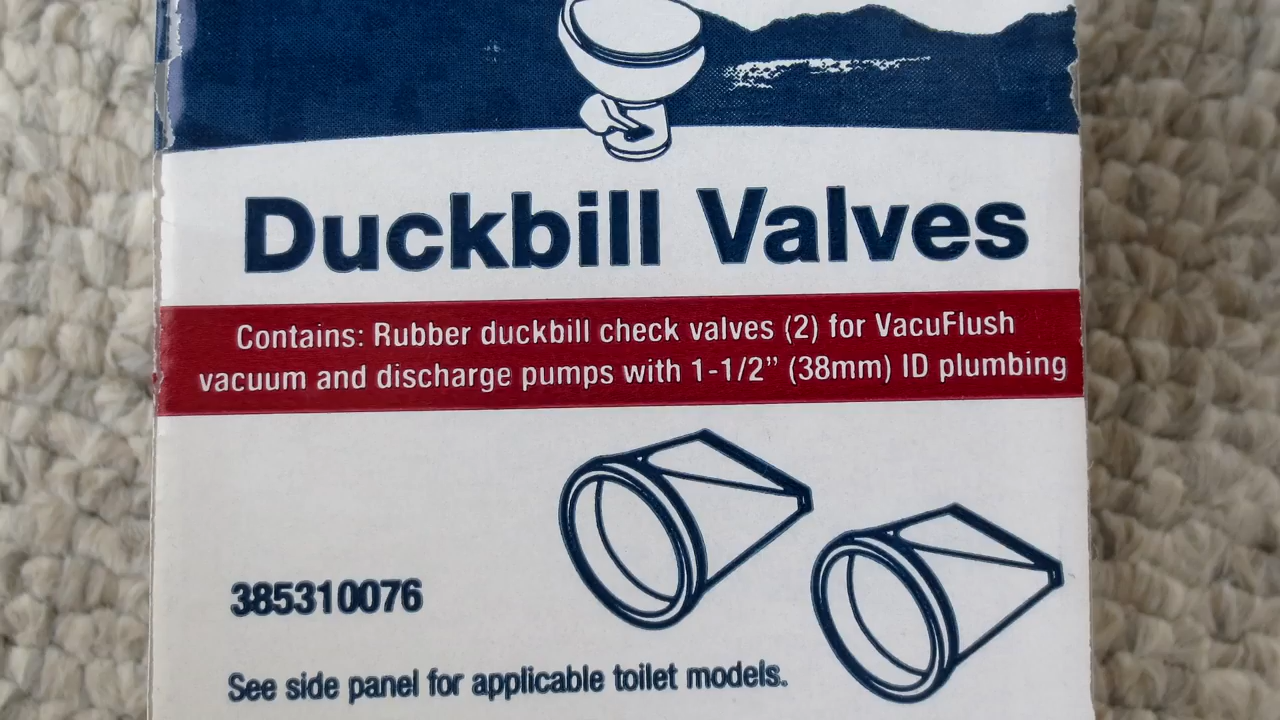 Duckbill Valves
Contains: Rubber duckbill check valves (2) for VacuFlush
vacuum and discharge pumps with 1-1/2” (38mm) ID plumbing
385310076
See side panel for applicable toilet models.